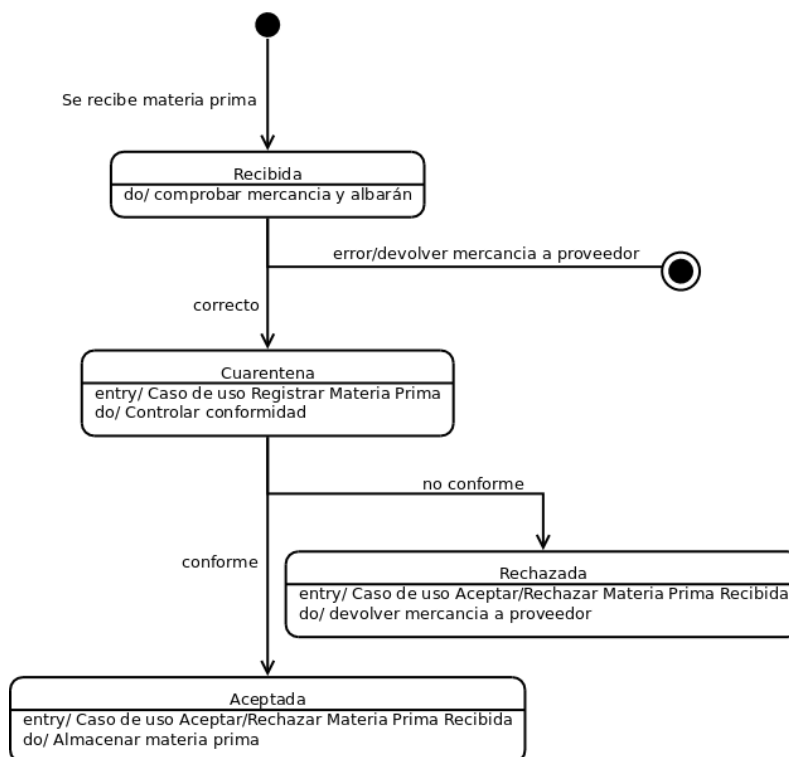 Se recibe materia prima
Recibida
do/ comprobar mercancia y albarán
error/devolver mercancia a proveedor
correcto
Cuarentena
entry/ Caso de uso Registrar Materia Prima
do/ Controlar conformidad
no conforme
conforme
Rechazada
entry/ Caso de uso Aceptar/Rechazar Materia Prima Recibida
do/ devolver mercancia a proveedor
Aceptada
entry/ Caso de uso Aceptar/Rechazar Materia Prima Recibida
do/ Almacenar materia prima